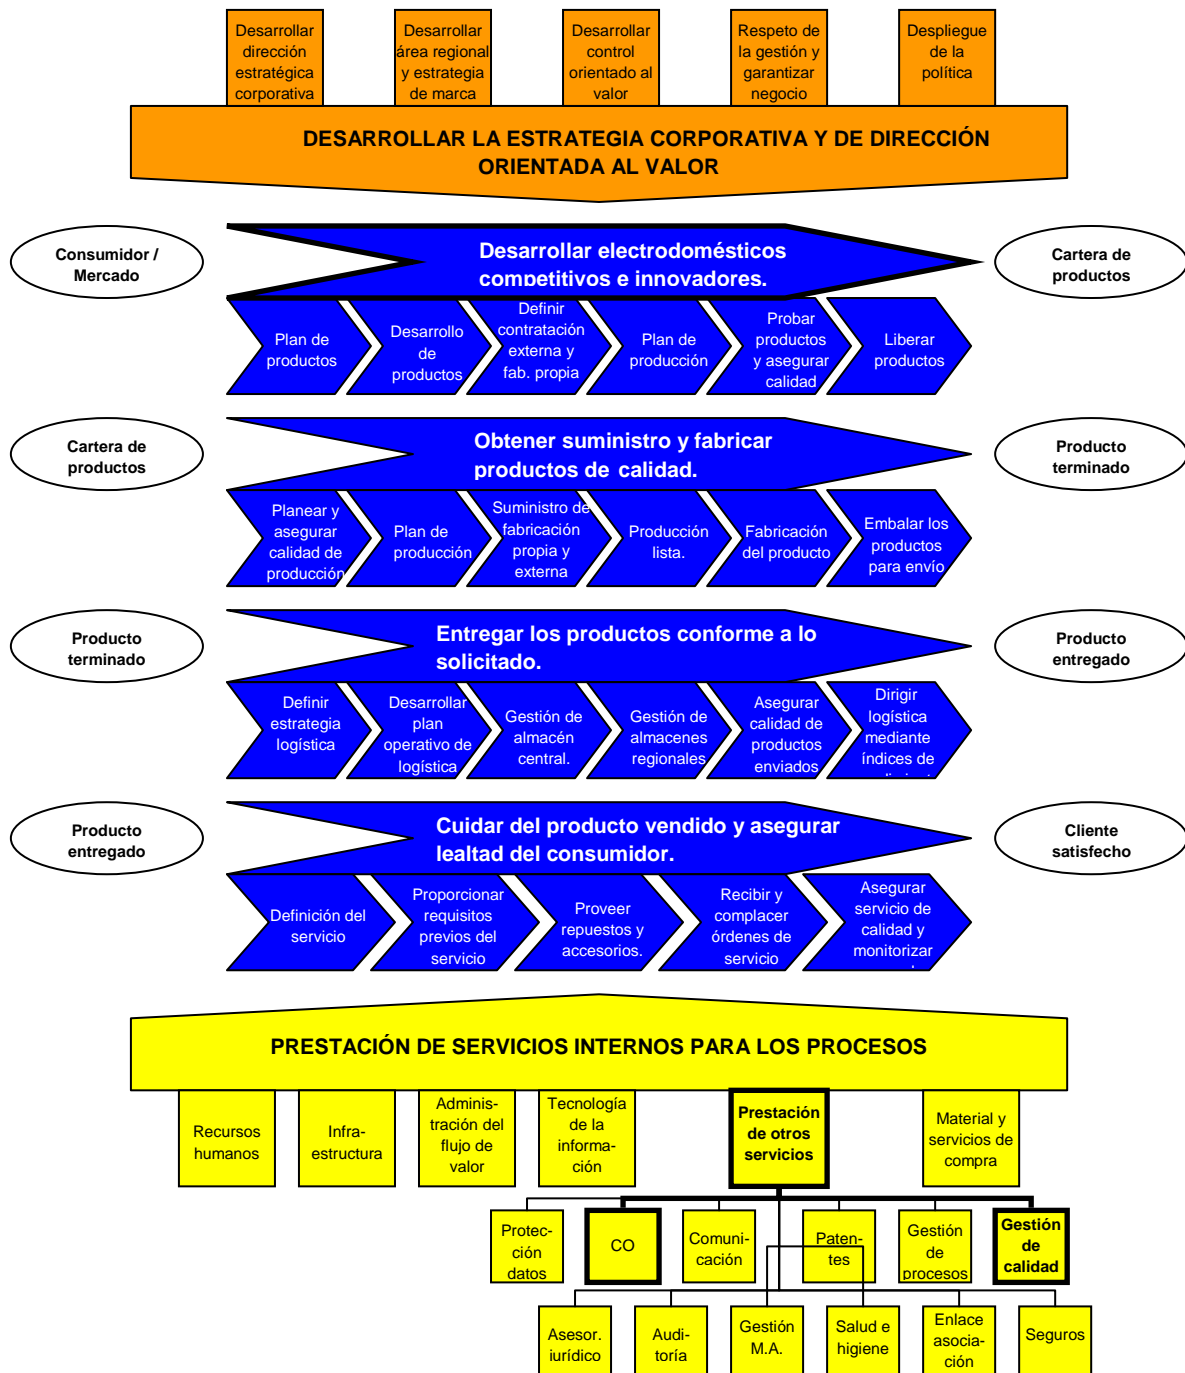 Desarrollar
dirección
estratégica
corporativa
Desarrollar
área regional
y estrategia
de marca
Desarrollar
control
orientado al
valor
Respeto de
la gestión y
garantizar
negocio
Despliegue
de la
política
DESARROLLAR LA ESTRATEGIA CORPORATIVA Y DE DIRECCIÓN
ORIENTADA AL VALOR
Consumidor /
Mercado
Desarrollar electrodomésticos
competitivos e innovadores.
Cartera de
productos
Plan de
productos
Desarrollo
de
productos
Definir
contratación
externa y
fab. propia
Plan de
producción
Probar
productos
y asegurar
calidad
Liberar
productos
Cartera de
productos
Obtener suministro y fabricar
productos de calidad.
Producto
terminado
Planear y
asegurar
calidad de
producción
Plan de
producción
Suministro de
fabricación
propia y
externa
Producción
lista.
Fabricación
del producto
Embalar los
productos
para envío
Producto
terminado
Entregar los productos conforme a lo
solicitado.
Producto
entregado
Definir
estrategia
logística
Desarrollar
plan
operativo de
logística
Gestión de
almacén
central.
Gestión de
almacenes
regionales
Asegurar
calidad de
productos
enviados
Dirigir
logística
mediante
índices de
Producto
entregado
Cuidar del producto vendido y asegurar
lealtad del consumidor.
Cliente
satisfecho
Definición del
servicio
Proporcionar
requisitos
previos del
servicio
Proveer
repuestos y
accesorios.
Recibir y
complacer
órdenes de
servicio
Asegurar
servicio de
calidad y
monitorizar
PRESTACIÓN DE SERVICIOS INTERNOS PARA LOS PROCESOS
Recursos
humanos
Infra-
estructura
Adminis-
tración del
flujo de
valor
Tecnología
de la
informa-
ción
Prestación
de otros
servicios
Material y
servicios de
compra
Protec-
ción
datos
CO
Comuni-
cación
Paten-
tes
Gestión
de
procesos
Gestión
de
calidad
Asesor.
jurídico
Audi-
toría
Gestión
M.A.
Salud e
higiene
Enlace
asocia-
ción
Seguros